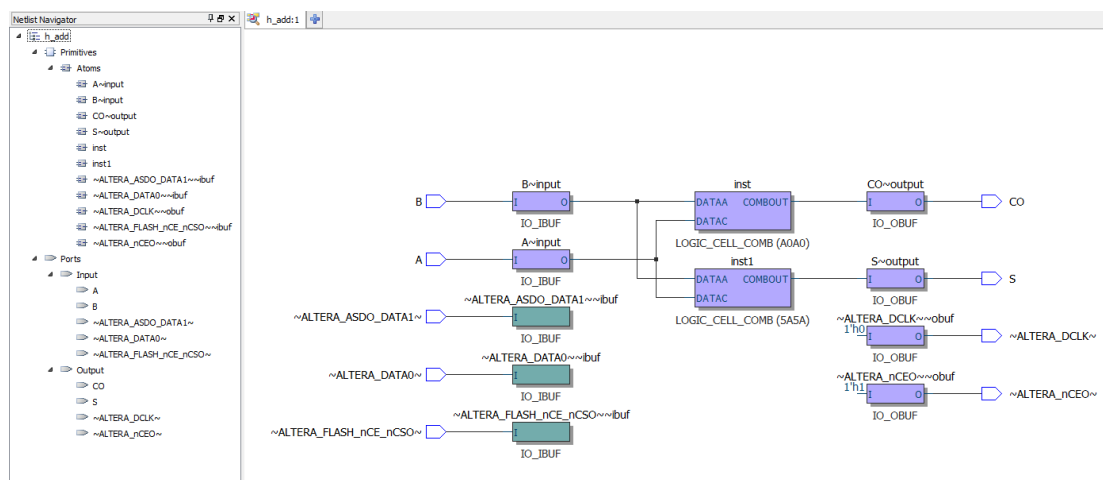 Netlist Navigator
h_add:1
h_add
Primitives
Atoms
A~input
B~input
CO~output
S~output
inst
inst1
~ALTERA_ASDO_DATA1~~ibuf
~ALTERA_DATA0~~ibuf
~ALTERA_DCLK~~obuf
~ALTERA_FLASH_nCE_nCSO~~ibuf
~ALTERA_nCEO~~obuf
Ports
Input
A
B
~ALTERA_ASDO_DATA1~
~ALTERA_DATA0~
~ALTERA_FLASH_nCE_nCSO~
Output
CO
S
~ALTERA_DCLK~
~ALTERA_nCEO~
B~input inst CO~output
B I O DATAA COMBOUT I O CO
IO_IBUF DATAC IO_OBUF
LOGIC_CELL_COMB (A0A0)
A~input inst1 S~output
A I O DATAA COMBOUT I O S
IO_IBUF DATAC IO_OBUF
LOGIC_CELL_COMB (5A5A)
~ALTERA_ASDO_DATA1~~ibuf
~ALTERA_ASDO_DATA1~ I
IO_IBUF
~ALTERA_DCLK~~obuf
1'h0 I O ~ALTERA_DCLK~
IO_OBUF
~ALTERA_DATA0~~ibuf
~ALTERA_DATA0~ I
IO_IBUF
~ALTERA_nCEO~~obuf
1'h1 I O ~ALTERA_nCEO~
IO_OBUF
~ALTERA_FLASH_nCE_nCSO~~ibuf
~ALTERA_FLASH_nCE_nCSO~ I
IO_IBUF